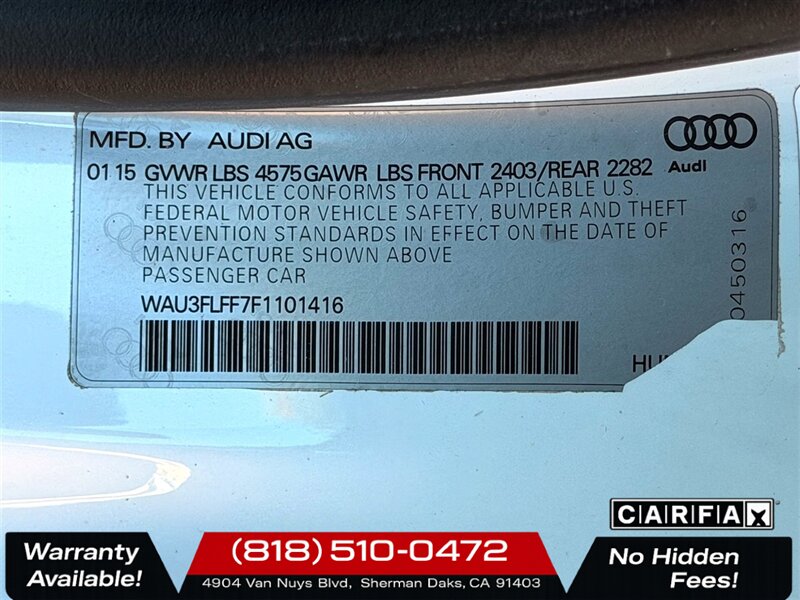 MFD. BY AUDI AG
01 15 GVWR LBS 4575 GAWR LBS FRONT 2403/REAR 2282
Audi
THIS VEHICLE CONFORMS TO ALL APPLICABLE U.S.
FEDERAL MOTOR VEHICLE SAFETY, BUMPER AND THEFT
PREVENTION STANDARDS IN EFFECT ON THE DATE OF
MANUFACTURE SHOWN ABOVE
PASSENGER CAR
WAU3FLFF7F1101416
0450316
CARFAX
Warranty
Available!
(818) 510-0472
4904 Van Nuys Blvd, Sherman Daks, CA 91403
No Hidden
Fees!